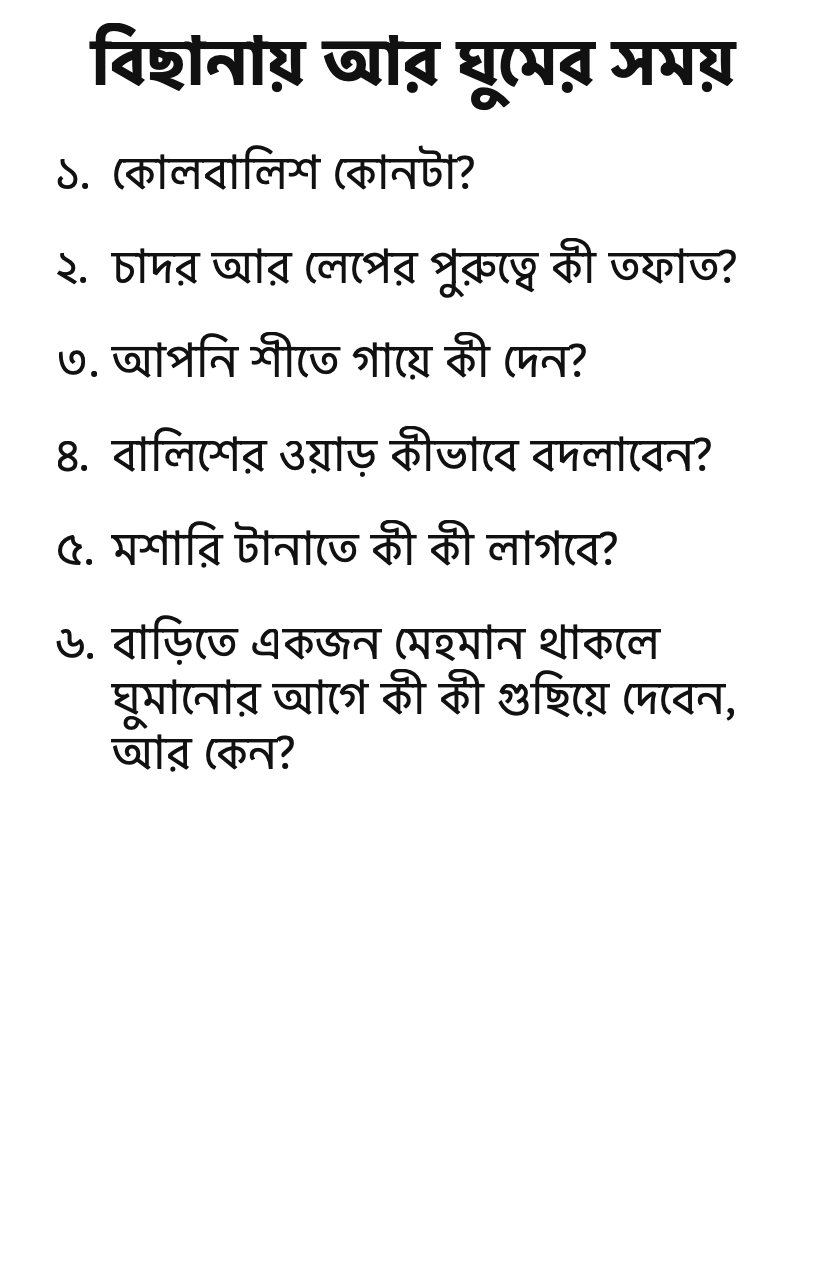 বিছানায় আর ঘুমের সময়
১. কোলবালিশ কোনটা?
২. চাদর আর লেপের পুরুত্বে কী তফাত?
৩. আপনি শীতে গায়ে কী দেন?
৪. বালিশের ওয়াড় কীভাবে বদলাবেন?
৫. মশারি টানাতে কী কী লাগবে?
৬. বাড়িতে একজন মেহমান থাকলে
ঘুমানোর আগে কী কী গুছিয়ে দেবেন,
আর কেন?